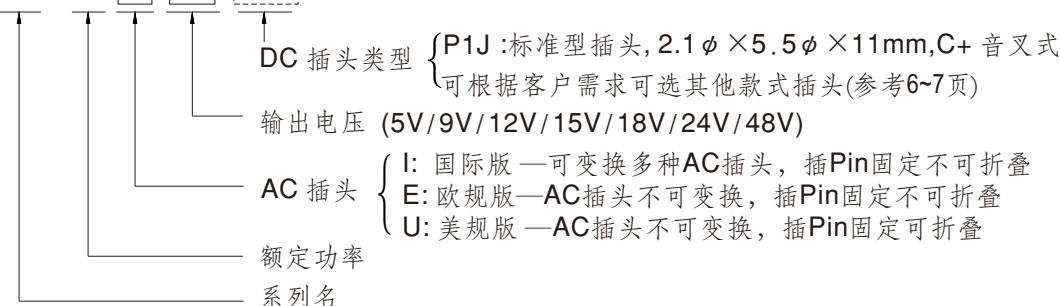 DC 插头类型 P1J :标准型插头, 2.1φ ×5.5φ ×11mm,C+ 音叉式
可根据客户需求可选其他款式插头(参考6~7页)
输出电压 (5V/9V/12V/15V/18V/24V/48V)
I: 国际版 —可变换多种AC插头，插Pin固定不可折叠
AC 插头 E: 欧规版—AC插头不可变换，插Pin固定不可折叠
U: 美规版 —AC插头不可变换，插Pin固定可折叠
额定功率
系列名